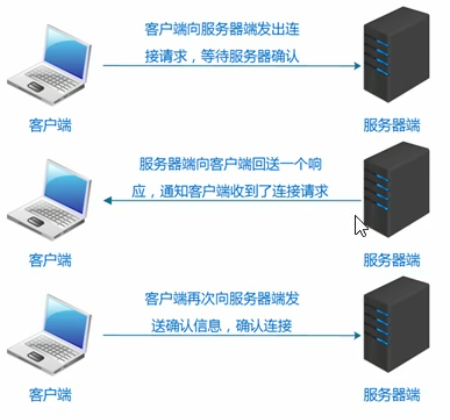 客户端向服务器端发出连
接请求，等待服务器确认
客户端
服务器端
服务器端向客户端回送一个响
应，通知客户端收到了连接请求
客户端
服务器端
客户端再次向服务器端发
送确认信息，确认连接
客户端
服务器端